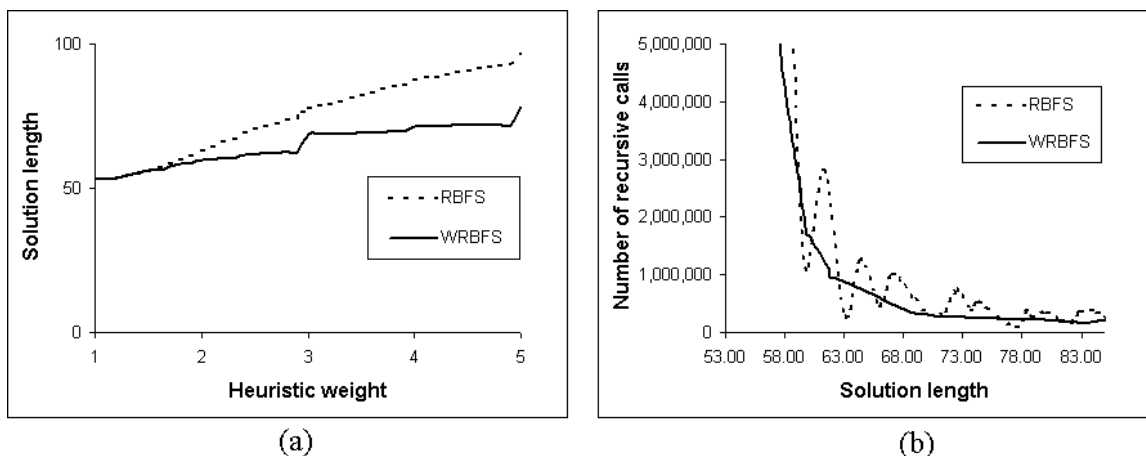 100
50
0
1 2 3 4 5
Solution length
Heuristic weight
RBFS
WRBFS
(a)
5,000,000
4,000,000
3,000,000
2,000,000
1,000,000
0
53.00 58.00 63.00 68.00 73.00 78.00 83.00
Number of recursive calls
Solution length
RBFS
WRBFS
(b)